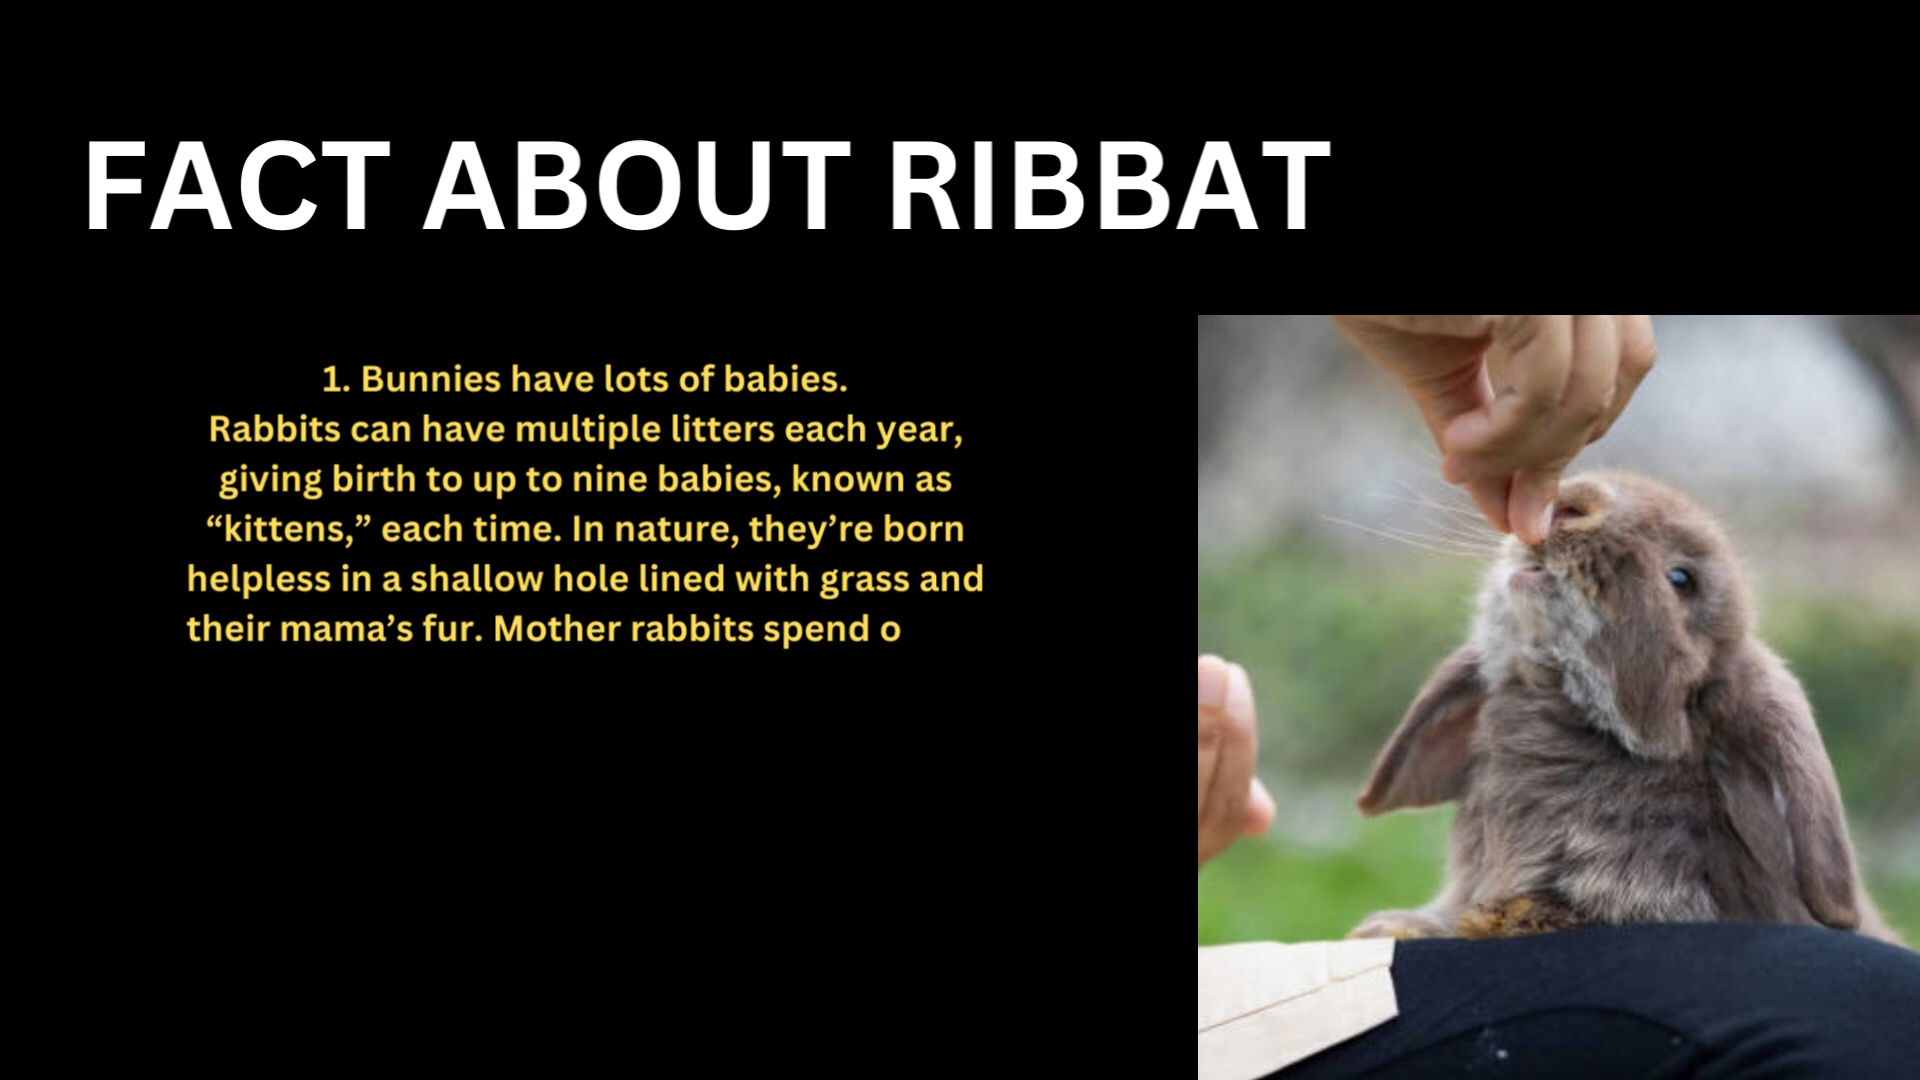 FACT ABOUT RIBBAT
1. Bunnies have lots of babies.
Rabbits can have multiple litters each year,
giving birth to up to nine babies, known as
“kittens,” each time. In nature, they’re born
helpless in a shallow hole lined with grass and
their mama’s fur. Mother rabbits spend o